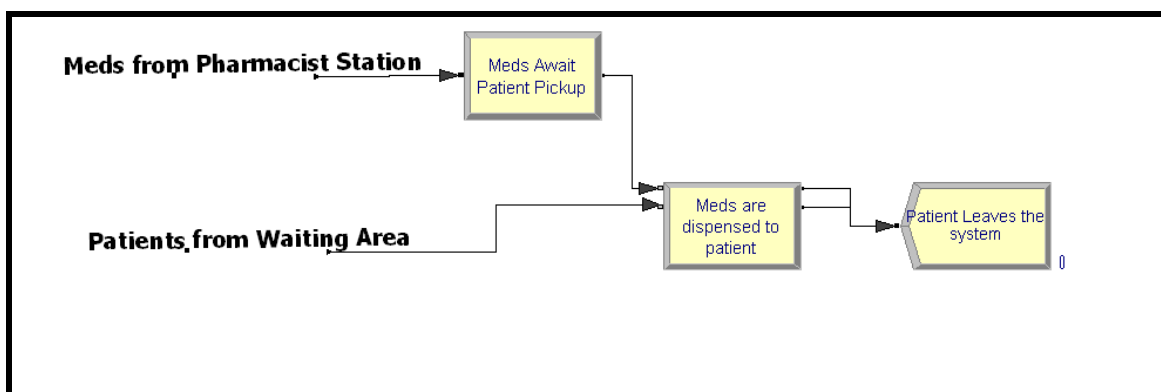 Meds from Pharmacist Station
Meds Await
Patient Pickup
Meds are
dispensed to
patient
Patient Leaves the
system
0
Patients from Waiting Area